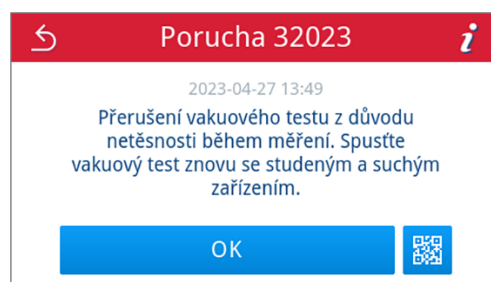 Porucha 32023
i
2023-04-27 13:49
Přerušení vakuového testu z důvodu
netěsnosti během měření. Spusťte
vakuový test znovu se studeným a suchým
zařízením.
OK